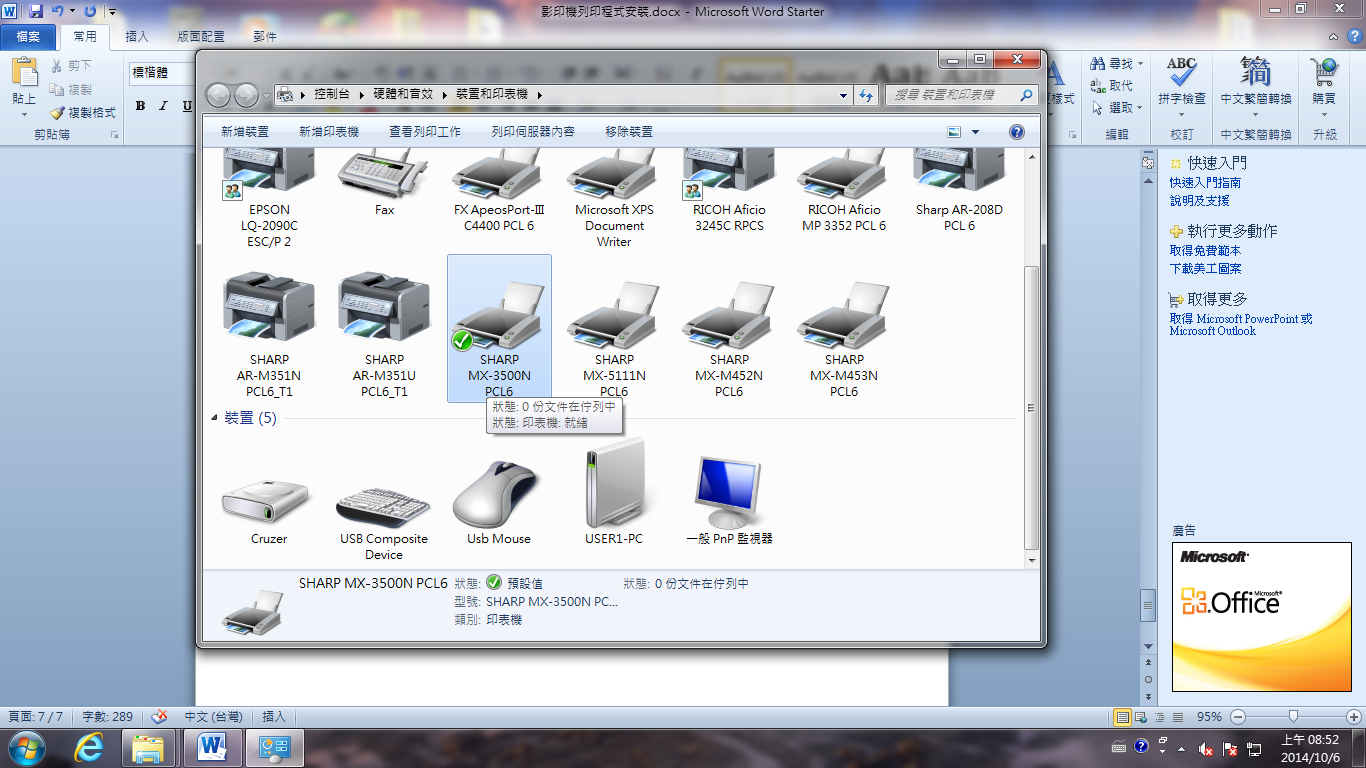 影印機列印程式安裝.docx - Microsoft Word Starter
檔案 常用 插入 版面配置 郵件
剪下
複製
複製格式
貼上
剪貼簿
標楷體
B I U
尋找
取代
選取
編輯
ABC
拼字檢查
校訂
簡
中文繁簡轉換
中文繁簡轉換
購買
升級
控制台 硬體和音效 裝置和印表機
搜尋 裝置和印表機
新增裝置 新增印表機 查看列印工作 列印伺服器內容 移除裝置
EPSON
LQ-2090C
ESC/P 2
Fax
FX ApeosPort-III
C4400 PCL 6
Microsoft XPS
Document
Writer
RICOH Aficio
3245C RPCS
RICOH Aficio
MP 3352 PCL 6
Sharp AR-208D
PCL 6
SHARP
AR-M351N
PCL6_T1
SHARP
AR-M351U
PCL6_T1
SHARP
MX-3500N
PCL6
SHARP
MX-5111N
PCL6
SHARP
MX-M452N
PCL6
SHARP
MX-M453N
PCL6
狀態: 0 份文件在佇列中
狀態: 印表機: 就緒
裝置 (5)
Cruzer
USB Composite
Device
Usb Mouse
USER1-PC
一般 PnP 監視器
SHARP MX-3500N PCL6 狀態: 預設值 狀態: 0 份文件在佇列中
型號: SHARP MX-3500N PC...
類別: 印表機
快速入門
快速入門指南
說明及支援
執行更多動作
取得免費範本
下載美工圖案
取得更多
取得 Microsoft PowerPoint 或
Microsoft Outlook
廣告
Microsoft
Microsoft
Office
頁面: 7 / 7 字數: 289 中文 (台灣) 插入 95%
上午 08:52
2014/10/6